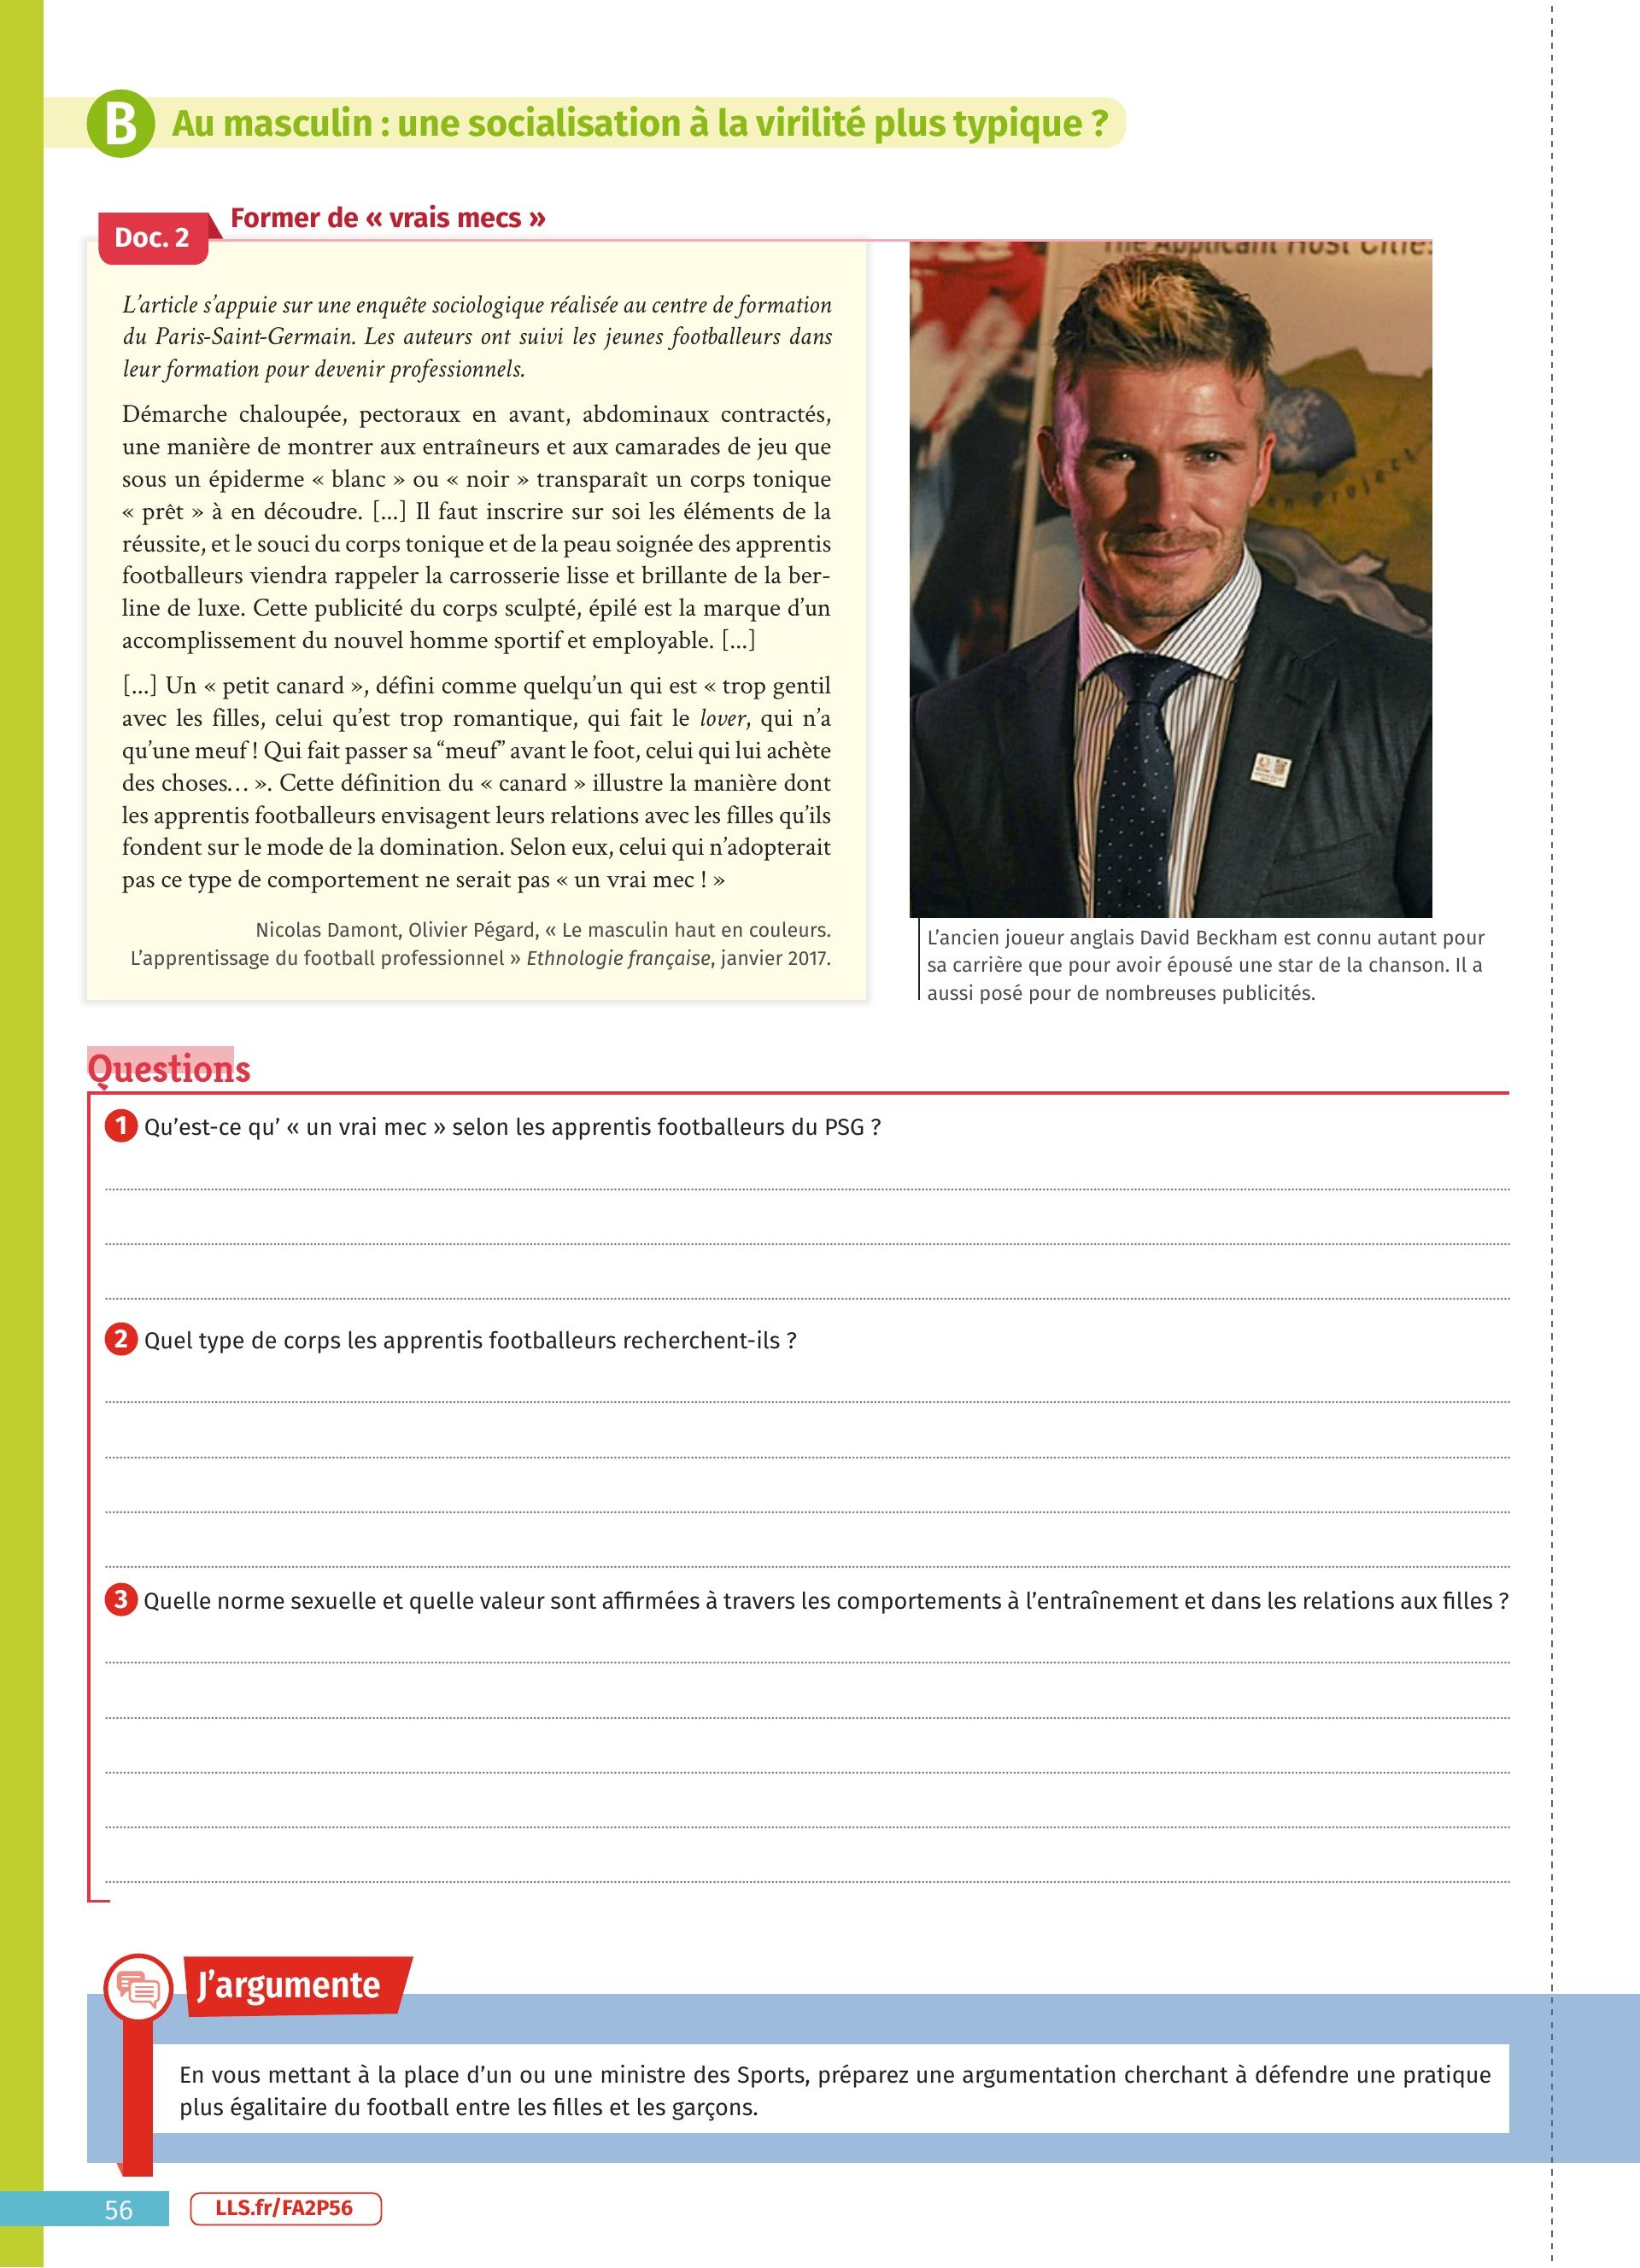 B Au masculin : une socialisation à la virilité plus typique ?
Doc. 2
Former de « vrais mecs »
L’article s’appuie sur une enquête sociologique réalisée au centre de formation
du Paris-Saint-Germain. Les auteurs ont suivi les jeunes footballeurs dans
leur formation pour devenir professionnels.
Démarche chaloupée, pectoraux en avant, abdominaux contractés,
une manière de montrer aux entraîneurs et aux camarades de jeu que
sous un épiderme « blanc » ou « noir » transparaît un corps tonique
« prêt » à en découdre. [...] Il faut inscrire sur soi les éléments de la
réussite, et le souci du corps tonique et de la peau soignée des apprentis
footballeurs viendra rappeler la carrosserie lisse et brillante de la ber-
line de luxe. Cette publicité du corps sculpté, épilé est la marque d’un
accomplissement du nouvel homme sportif et employable. [...]
[...] Un « petit canard », défini comme quelqu’un qui est « trop gentil
avec les filles, celui qu’est trop romantique, qui fait le lover, qui n’a
qu’une meuf ! Qui fait passer sa “meuf” avant le foot, celui qui lui achète
des choses… ». Cette définition du « canard » illustre la manière dont
les apprentis footballeurs envisagent leurs relations avec les filles qu’ils
fondent sur le mode de la domination. Selon eux, celui qui n’adopterait
pas ce type de comportement ne serait pas « un vrai mec ! »
Nicolas Damont, Olivier Pégard, « Le masculin haut en couleurs.
L’apprentissage du football professionnel » Ethnologie française, janvier 2017.
The Applicant Host Cities
L’ancien joueur anglais David Beckham est connu autant pour
sa carrière que pour avoir épousé une star de la chanson. Il a
aussi posé pour de nombreuses publicités.
Questions
1 Qu’est-ce qu’ « un vrai mec » selon les apprentis footballeurs du PSG ?
2 Quel type de corps les apprentis footballeurs recherchent-ils ?
3 Quelle norme sexuelle et quelle valeur sont affirmées à travers les comportements à l’entraînement et dans les relations aux filles ?
J’argumente
En vous mettant à la place d’un ou une ministre des Sports, préparez une argumentation cherchant à défendre une pratique
plus égalitaire du football entre les filles et les garçons.
56
LLS.fr/FA2P56